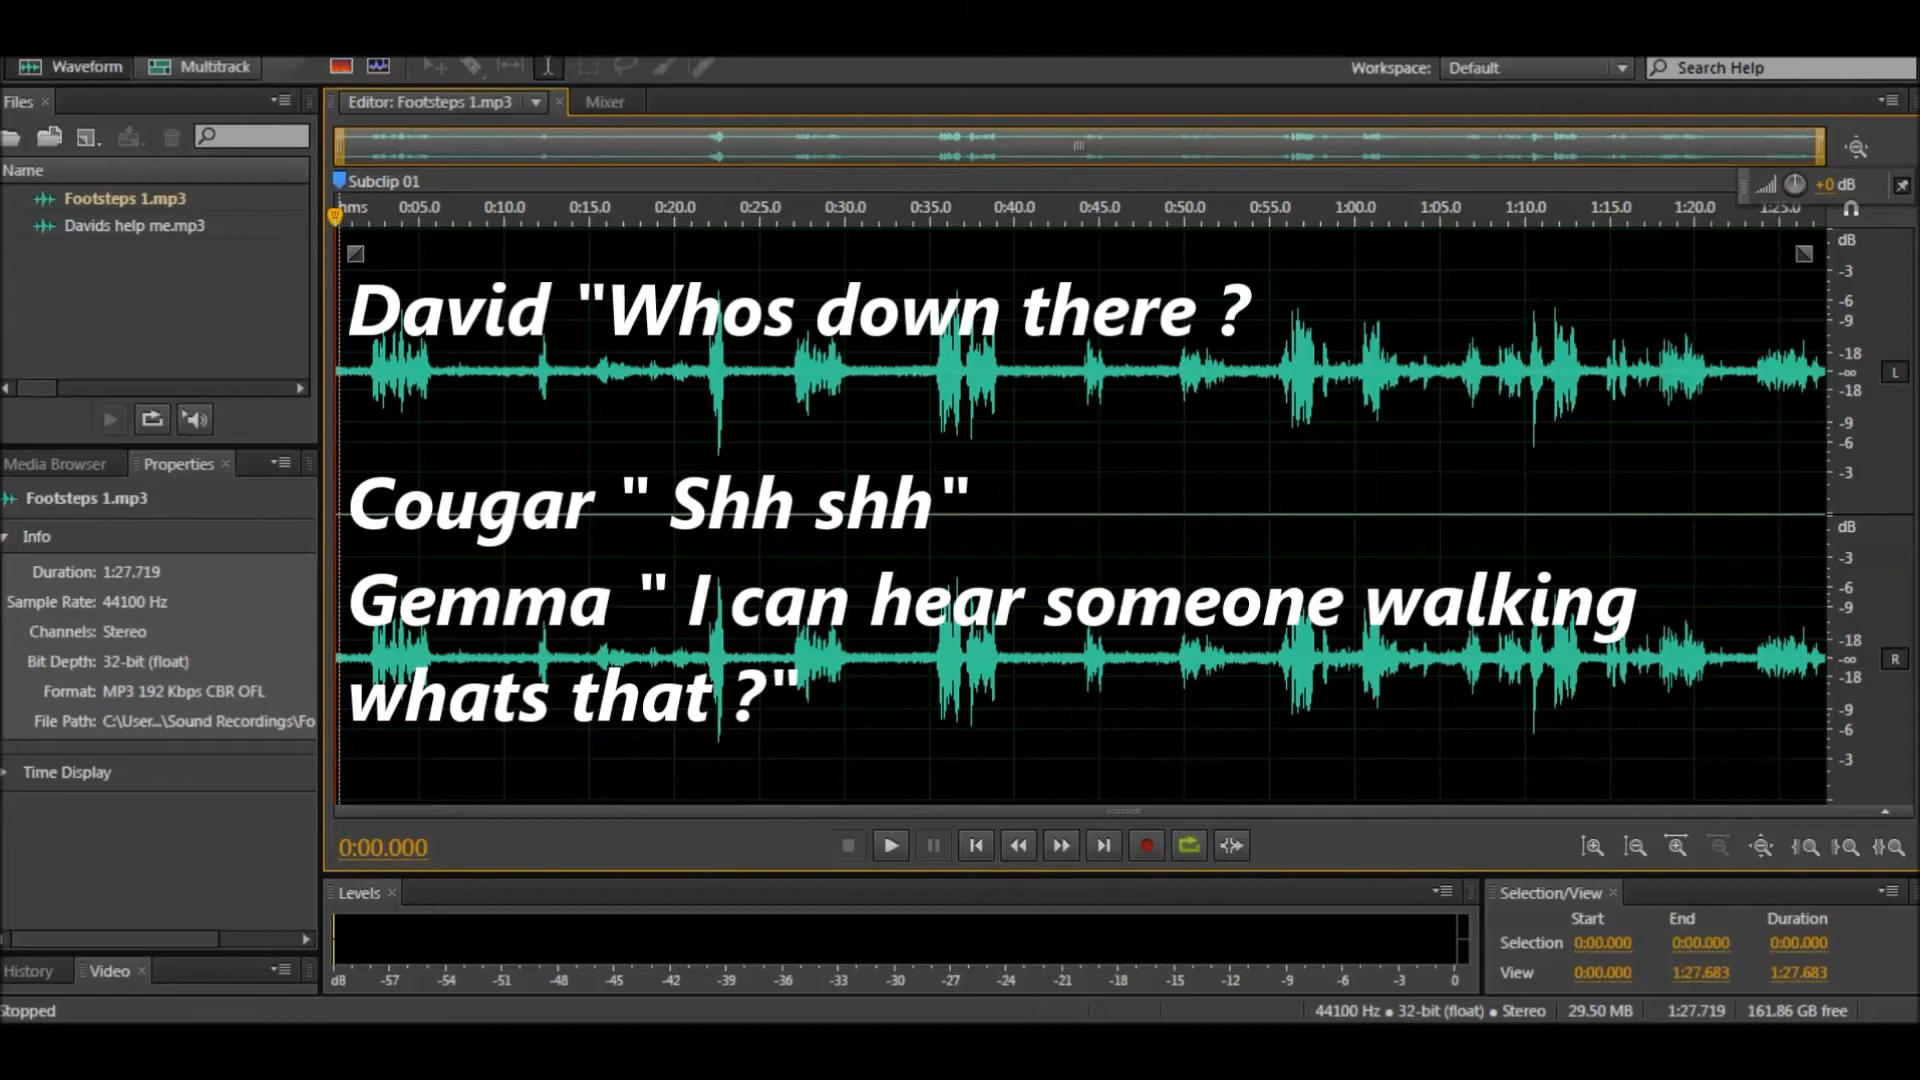 Waveform Multitrack Workspace: Default Search Help
Files Editor: Footsteps 1.mp3 Mixer
Name
Subclip 01
+0 dB
hms 0:05.0 0:10.0 0:15.0 0:20.0 0:25.0 0:30.0 0:35.0 0:40.0 0:45.0 0:50.0 0:55.0 1:00.0 1:05.0 1:10.0 1:15.0 1:20.0 1:25.0
Footsteps 1.mp3
Davids help me.mp3
David "Whos down there ?
Cougar " Shh shh"
Gemma " I can hear someone walking
whats that ?"
dB
-3
-6
-9
-18
-∞
-18
-9
-6
-3
L
dB
-3
-6
-9
-18
-∞
-18
-9
-6
-3
R
Media Browser Properties
Footsteps 1.mp3
Info
Duration: 1:27.719
Sample Rate: 44100 Hz
Channels: Stereo
Bit Depth: 32-bit (float)
Format: MP3 192 Kbps CBR OFL
File Path: C:\User...\Sound Recordings\Fo
Time Display
0:00.000
Levels
dB -57 -54 -51 -48 -45 -42 -39 -36 -33 -30 -27 -24 -21 -18 -15 -12 -9 -6 -3 0
Selection/View
Start End Duration
Selection 0:00.000 0:00.000 0:00.000
View 0:00.000 1:27.683 1:27.683
History Video
Stopped
44100 Hz ● 32-bit (float) ● Stereo 29.50 MB 1:27.719 161.86 GB free